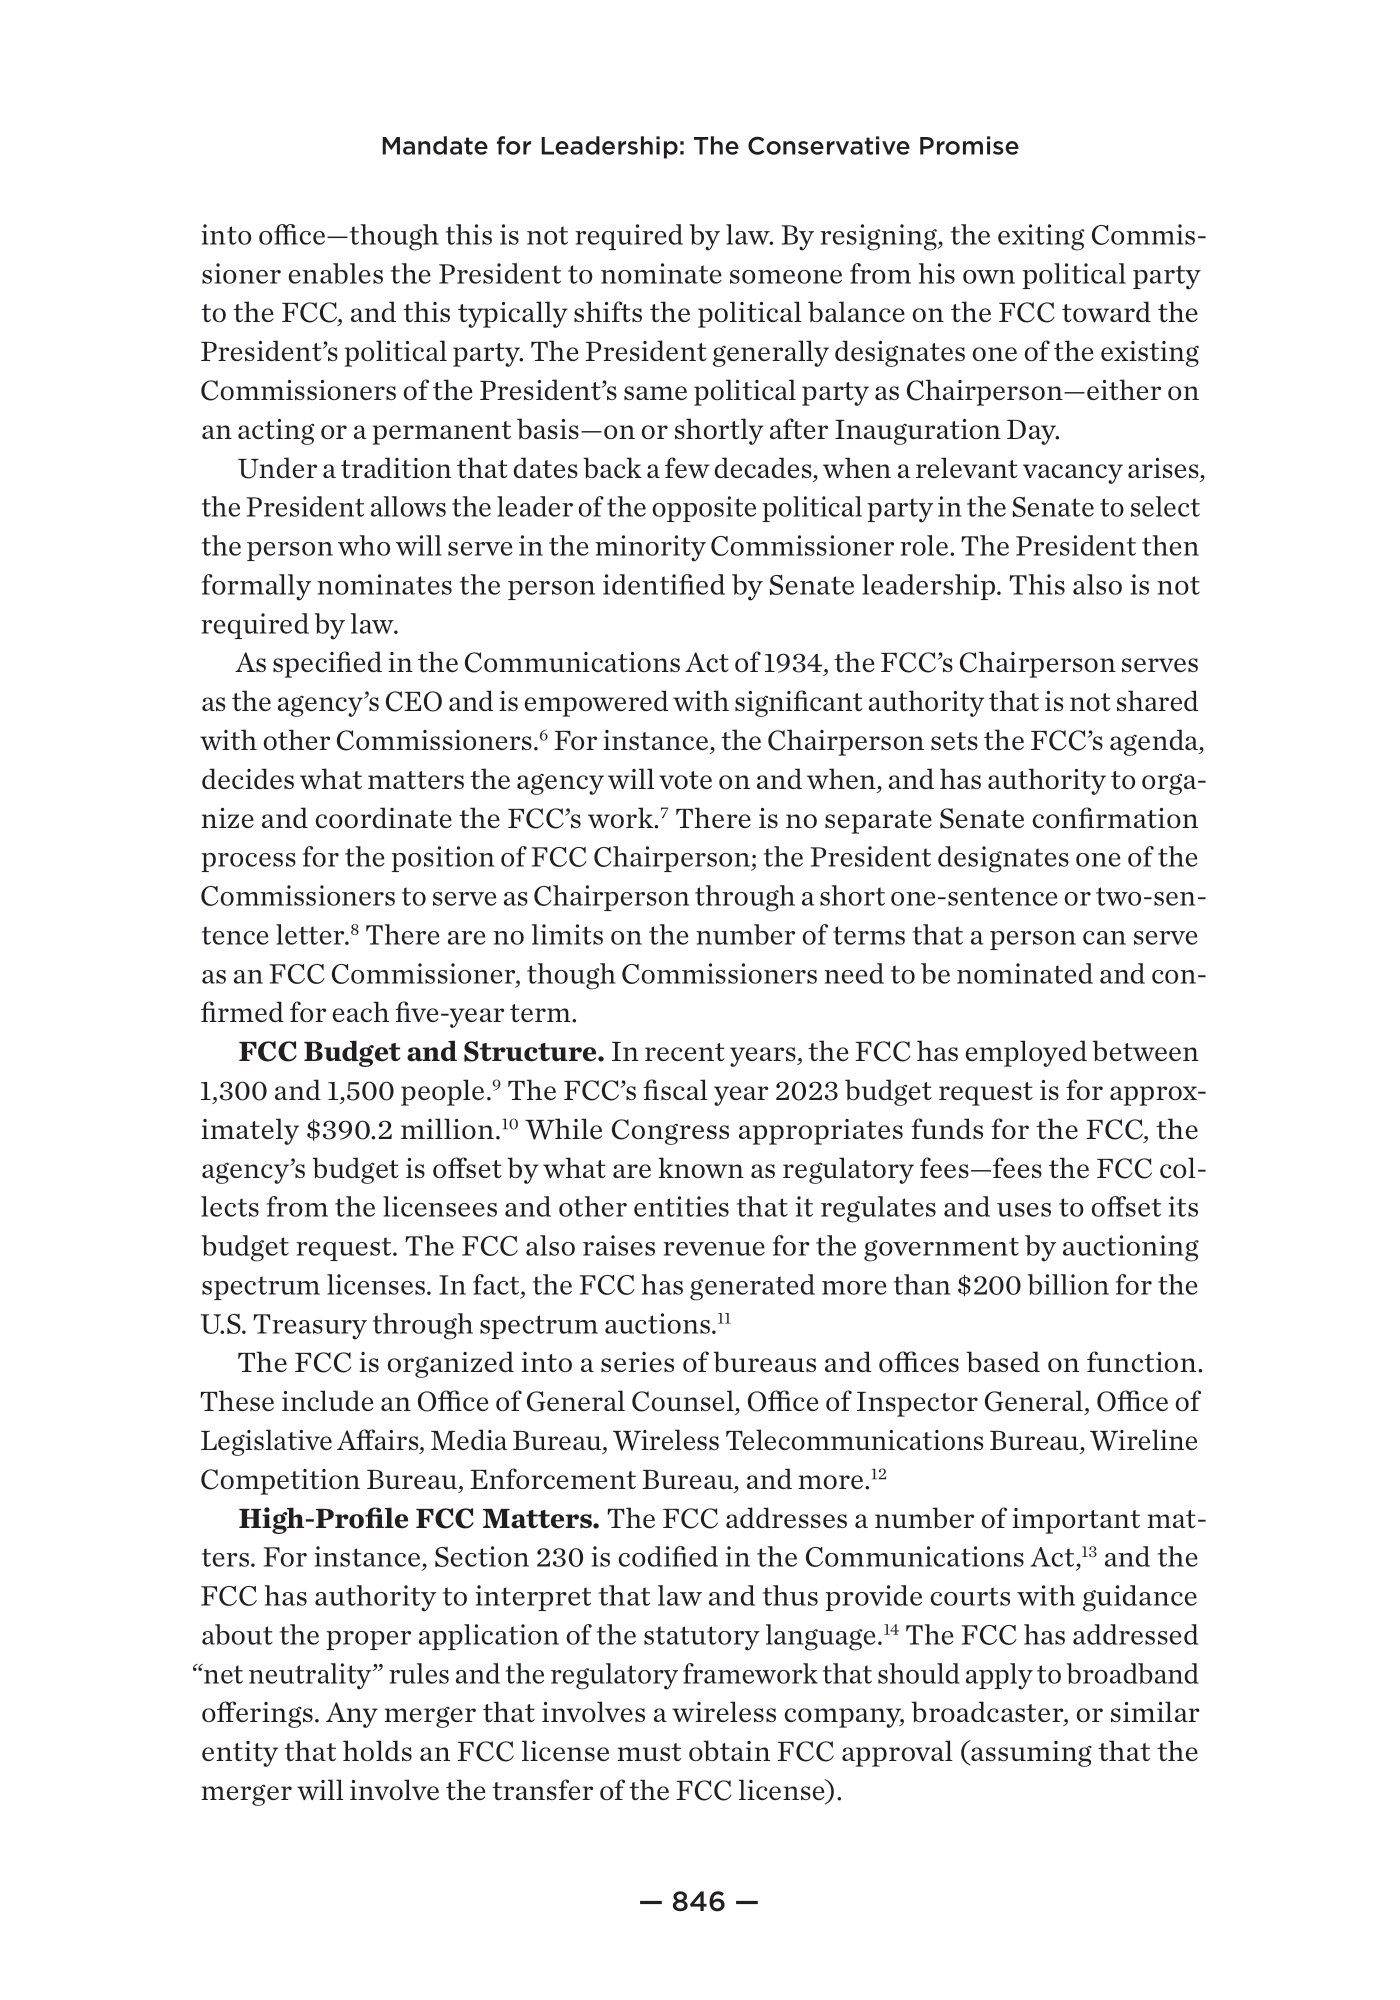 Mandate for Leadership: The Conservative Promise
into office—though this is not required by law. By resigning, the exiting Commis-
sioner enables the President to nominate someone from his own political party
to the FCC, and this typically shifts the political balance on the FCC toward the
President’s political party. The President generally designates one of the existing
Commissioners of the President’s same political party as Chairperson—either on
an acting or a permanent basis—on or shortly after Inauguration Day.
Under a tradition that dates back a few decades, when a relevant vacancy arises,
the President allows the leader of the opposite political party in the Senate to select
the person who will serve in the minority Commissioner role. The President then
formally nominates the person identified by Senate leadership. This also is not
required by law.
As specified in the Communications Act of 1934, the FCC’s Chairperson serves
as the agency’s CEO and is empowered with significant authority that is not shared
with other Commissioners.⁶ For instance, the Chairperson sets the FCC’s agenda,
decides what matters the agency will vote on and when, and has authority to orga-
nize and coordinate the FCC’s work.⁷ There is no separate Senate confirmation
process for the position of FCC Chairperson; the President designates one of the
Commissioners to serve as Chairperson through a short one-sentence or two-sen-
tence letter.⁸ There are no limits on the number of terms that a person can serve
as an FCC Commissioner, though Commissioners need to be nominated and con-
firmed for each five-year term.
FCC Budget and Structure. In recent years, the FCC has employed between
1,300 and 1,500 people.⁹ The FCC’s fiscal year 2023 budget request is for approx-
imately $390.2 million.¹⁰ While Congress appropriates funds for the FCC, the
agency’s budget is offset by what are known as regulatory fees—fees the FCC col-
lects from the licensees and other entities that it regulates and uses to offset its
budget request. The FCC also raises revenue for the government by auctioning
spectrum licenses. In fact, the FCC has generated more than $200 billion for the
U.S. Treasury through spectrum auctions.¹¹
The FCC is organized into a series of bureaus and offices based on function.
These include an Office of General Counsel, Office of Inspector General, Office of
Legislative Affairs, Media Bureau, Wireless Telecommunications Bureau, Wireline
Competition Bureau, Enforcement Bureau, and more.¹²
High-Profile FCC Matters. The FCC addresses a number of important mat-
ters. For instance, Section 230 is codified in the Communications Act,¹³ and the
FCC has authority to interpret that law and thus provide courts with guidance
about the proper application of the statutory language.¹⁴ The FCC has addressed
“net neutrality” rules and the regulatory framework that should apply to broadband
offerings. Any merger that involves a wireless company, broadcaster, or similar
entity that holds an FCC license must obtain FCC approval (assuming that the
merger will involve the transfer of the FCC license).
— 846 —